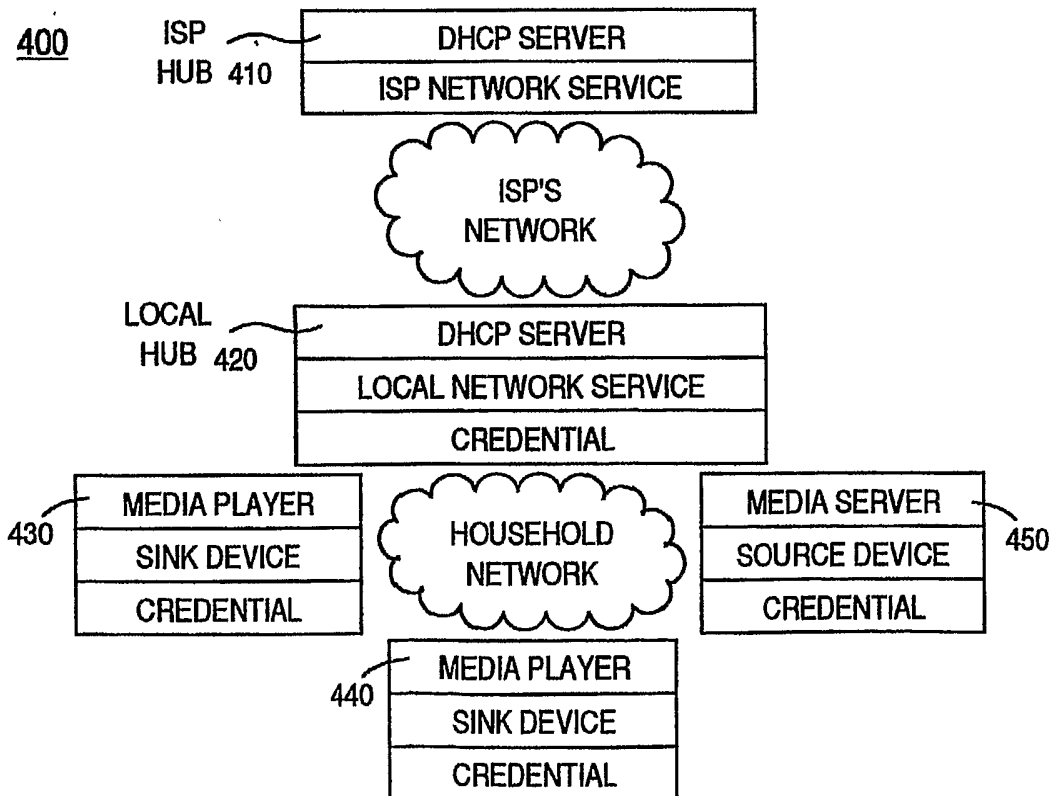 400
ISP
HUB 410
DHCP SERVER
ISP NETWORK SERVICE
ISP'S
NETWORK
LOCAL
HUB 420
DHCP SERVER
LOCAL NETWORK SERVICE
CREDENTIAL
430
MEDIA PLAYER
SINK DEVICE
CREDENTIAL
HOUSEHOLD
NETWORK
MEDIA SERVER
SOURCE DEVICE
CREDENTIAL
450
440
MEDIA PLAYER
SINK DEVICE
CREDENTIAL